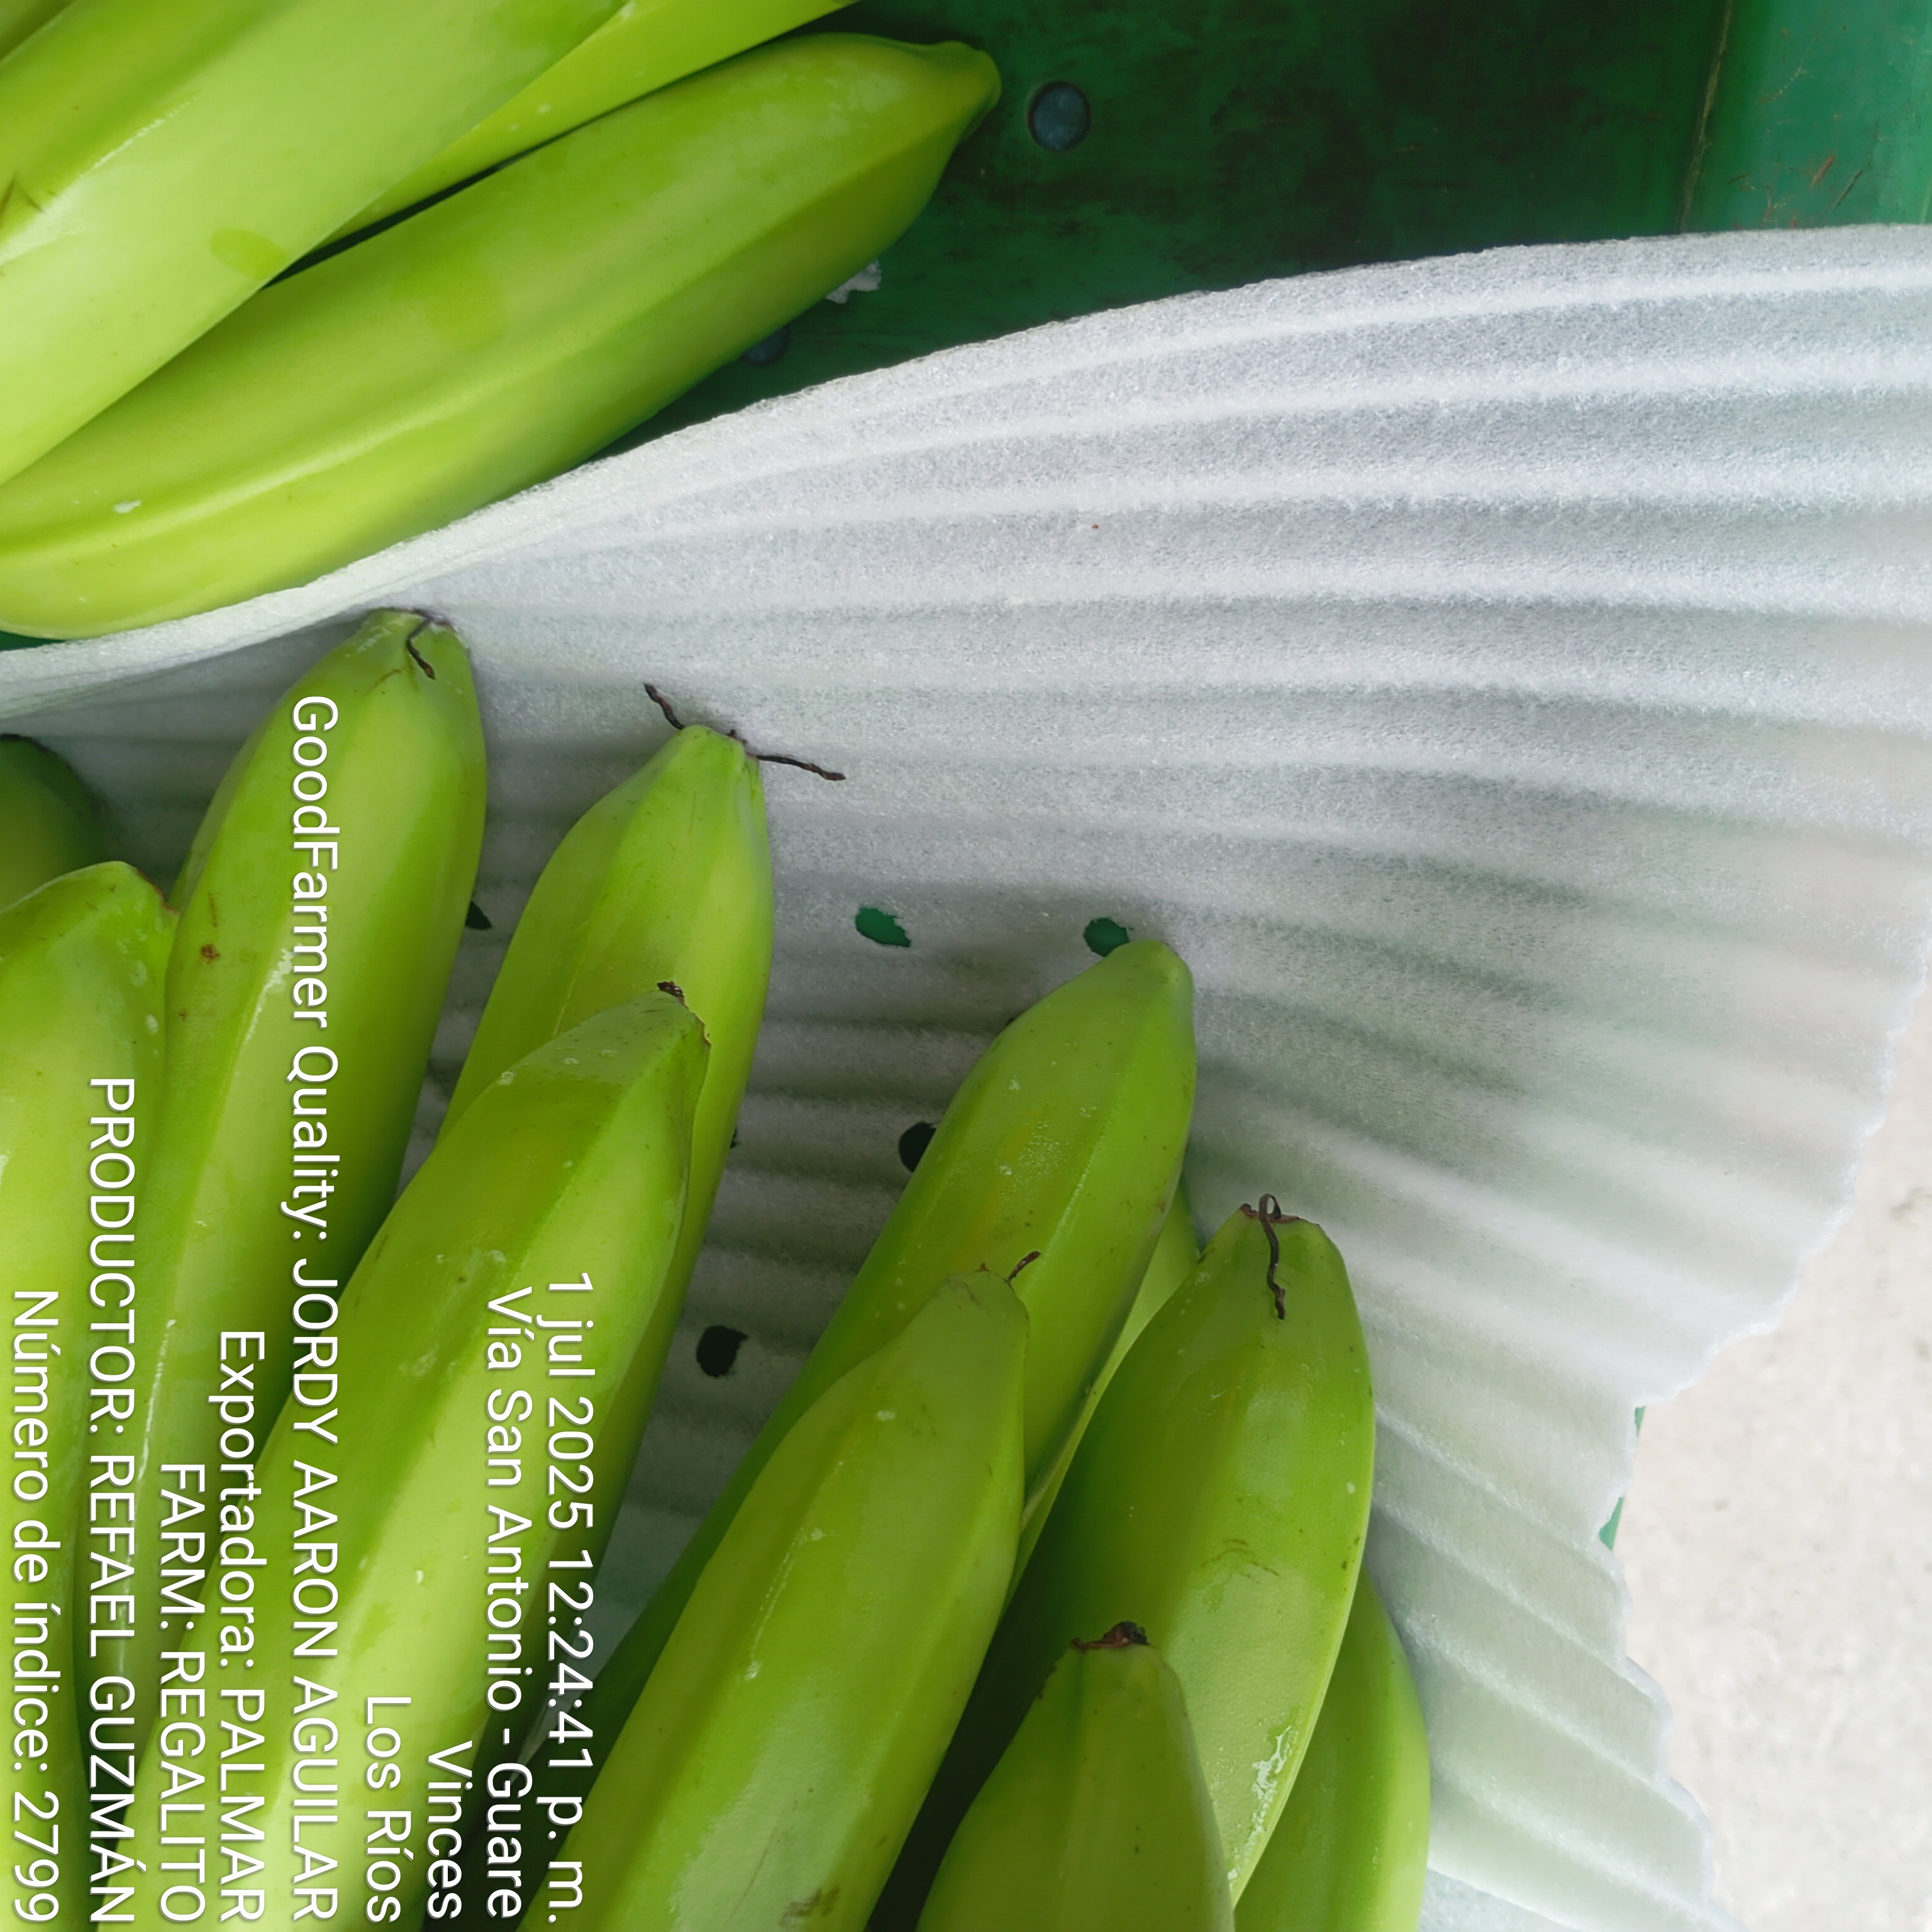 1 jul 2025 12:24:41 p. m.
Vía San Antonio - Guare
Vinces
Los Ríos
GoodFarmer Quality: JORDY AARON AGUILAR
Exportadora: PALMAR
FARM: REGALITO
PRODUCTOR: REFAEL GUZMÁN
Número de índice: 2799